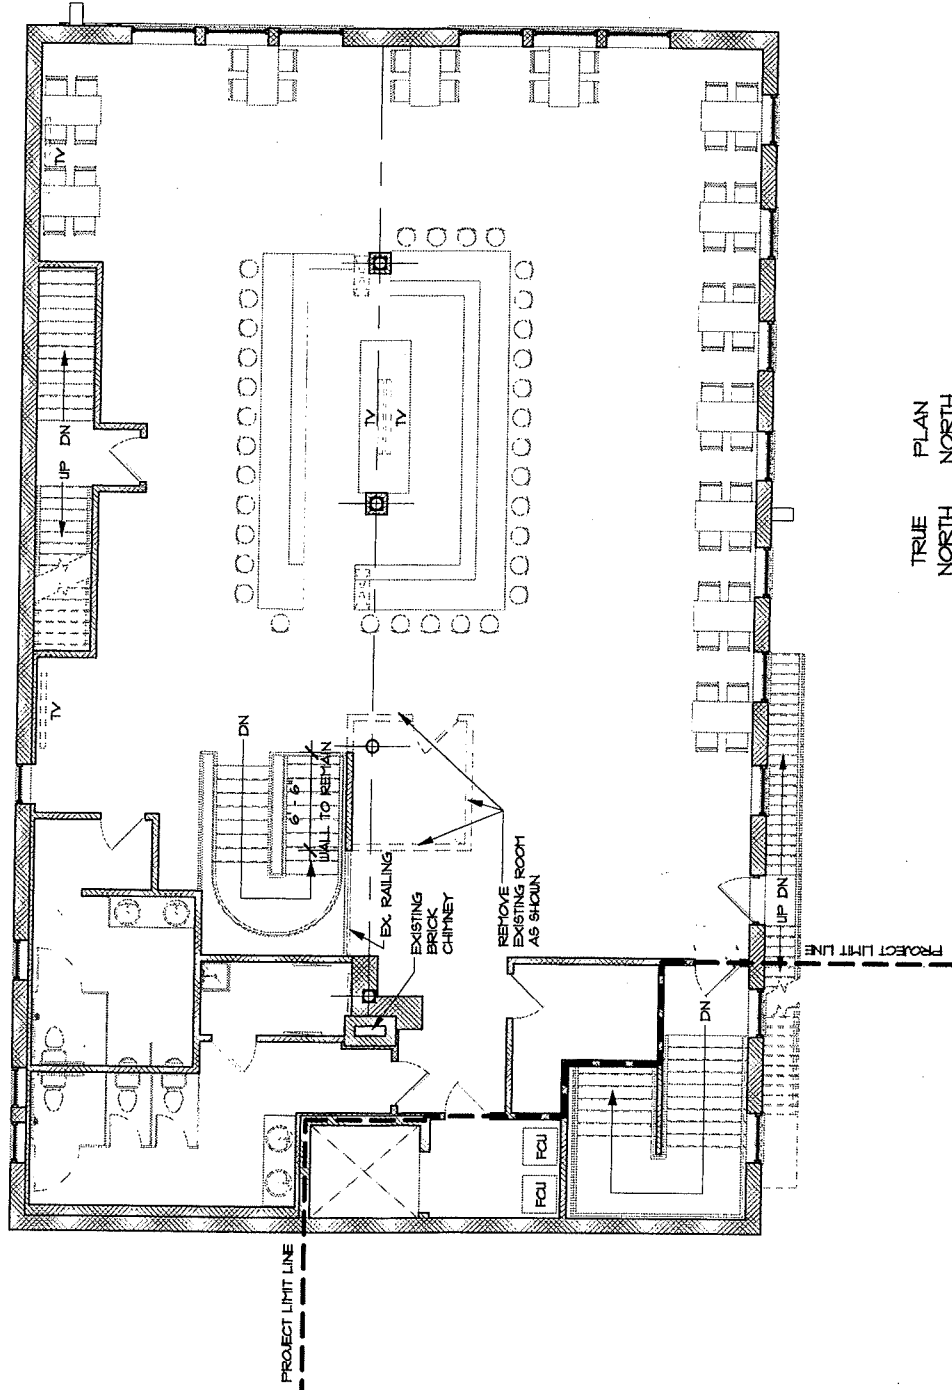 TV
UP DN
TV
TV
TV
DN
6' - 6"
WALL TO REMAIN
EX. RAILING
EXISTING
BRICK
CHIMNEY
REMOVE
EXISTING ROOM
AS SHOWN
UP DN
PROJECT LIMIT LINE
DN
FCU
FCU
PROJECT LIMIT LINE
TRUE
NORTH
PLAN
NORTH